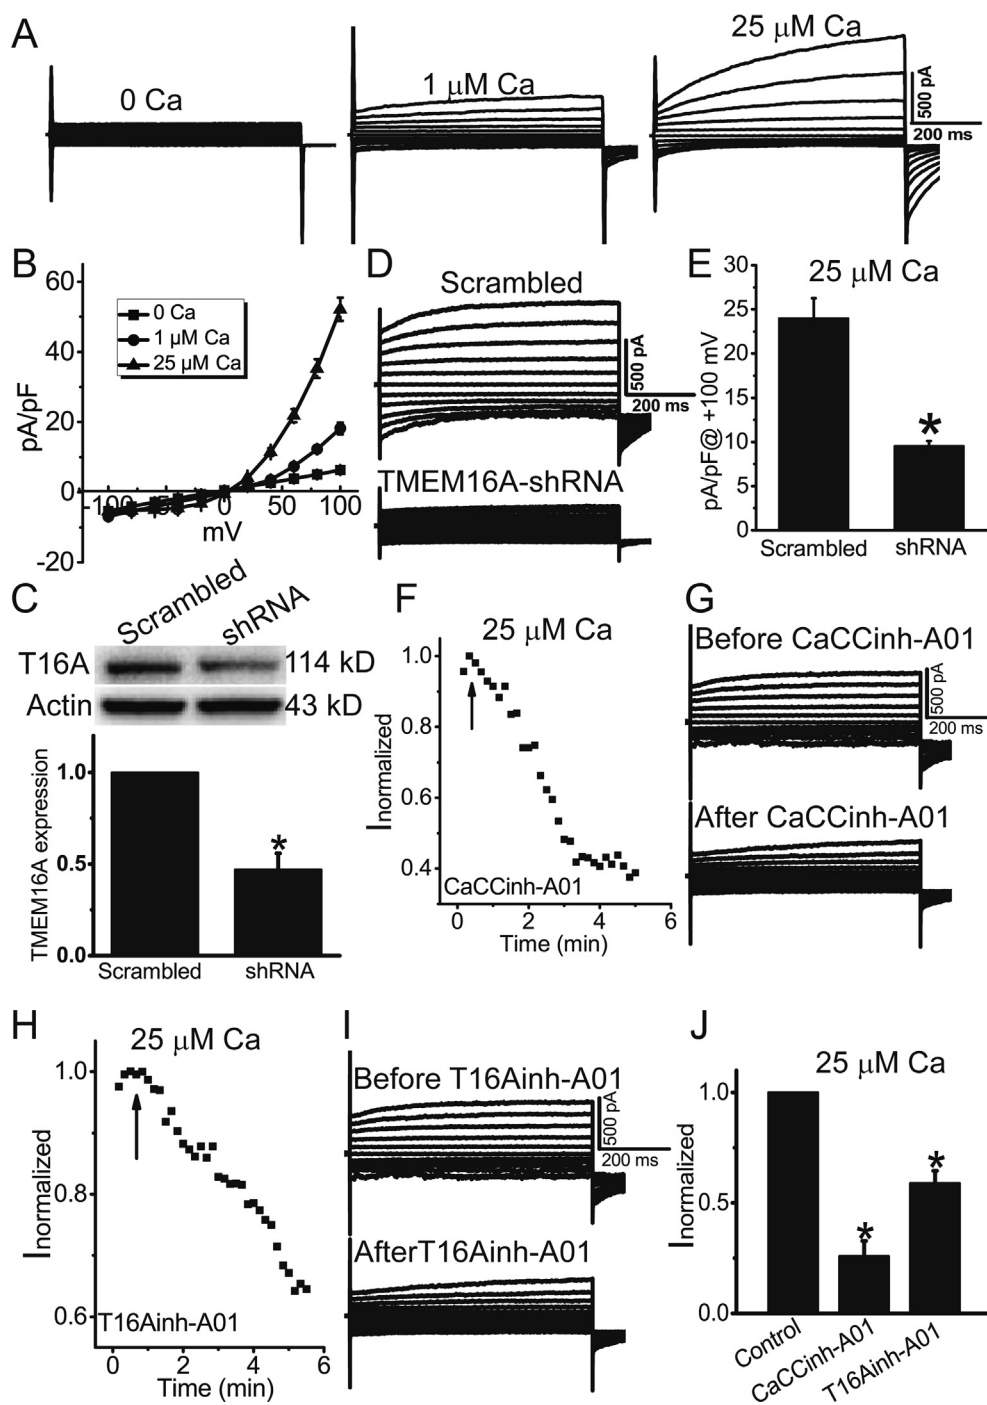 A
0 Ca
1 μM Ca
25 μM Ca
500 pA
200 ms
B
pA/pF
60
40
20
0
-20
-100
-50
0
50
100
mV
0 Ca
1 μM Ca
25 μM Ca
D
Scrambled
500 pA
200 ms
TMEM16A-shRNA
E
25 μM Ca
pA/pF@ +100 mV
30
25
20
15
10
5
0
*
Scrambled
shRNA
C
Scrambled
shRNA
T16A
114 kD
Actin
43 kD
TMEM16A expression
1.0
0.5
0.0
*
Scrambled
shRNA
F
25 μM Ca
Inormalized
1.0
0.8
0.6
0.4
CaCCinh-A01
0
2
4
6
Time (min)
G
Before CaCCinh-A01
500 pA
200 ms
After CaCCinh-A01
H
25 μM Ca
Inormalized
1.0
0.8
0.6
T16Ainh-A01
0
2
4
6
Time (min)
I
Before T16Ainh-A01
500 pA
200 ms
AfterT16Ainh-A01
J
25 μM Ca
Inormalized
1.0
0.5
0.0
*
*
Control
CaCCinh-A01
T16Ainh-A01